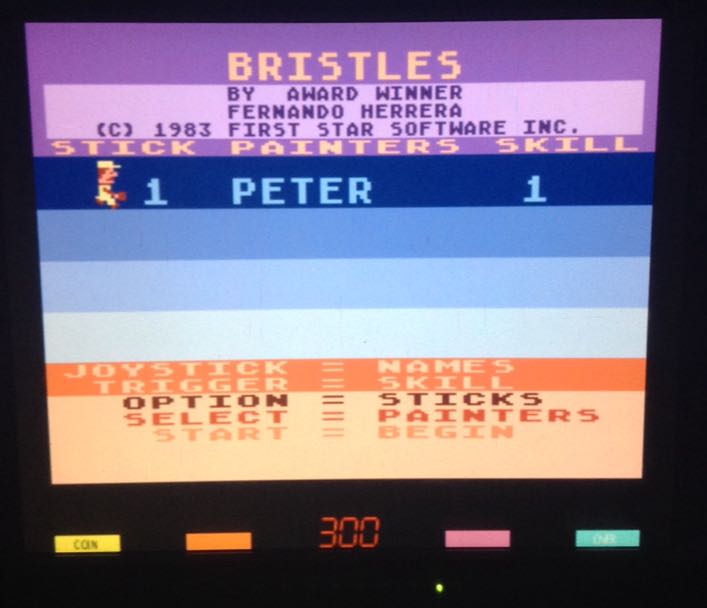 BRISTLES
BY AWARD WINNER
FERNANDO HERRERA
(C) 1983 FIRST STAR SOFTWARE INC.
STICK PAINTERS SKILL
1 PETER 1
JOYSTICK = NAMES
TRIGGER = SKILL
OPTION = STICKS
SELECT = PAINTERS
START = BEGIN
COIN 300